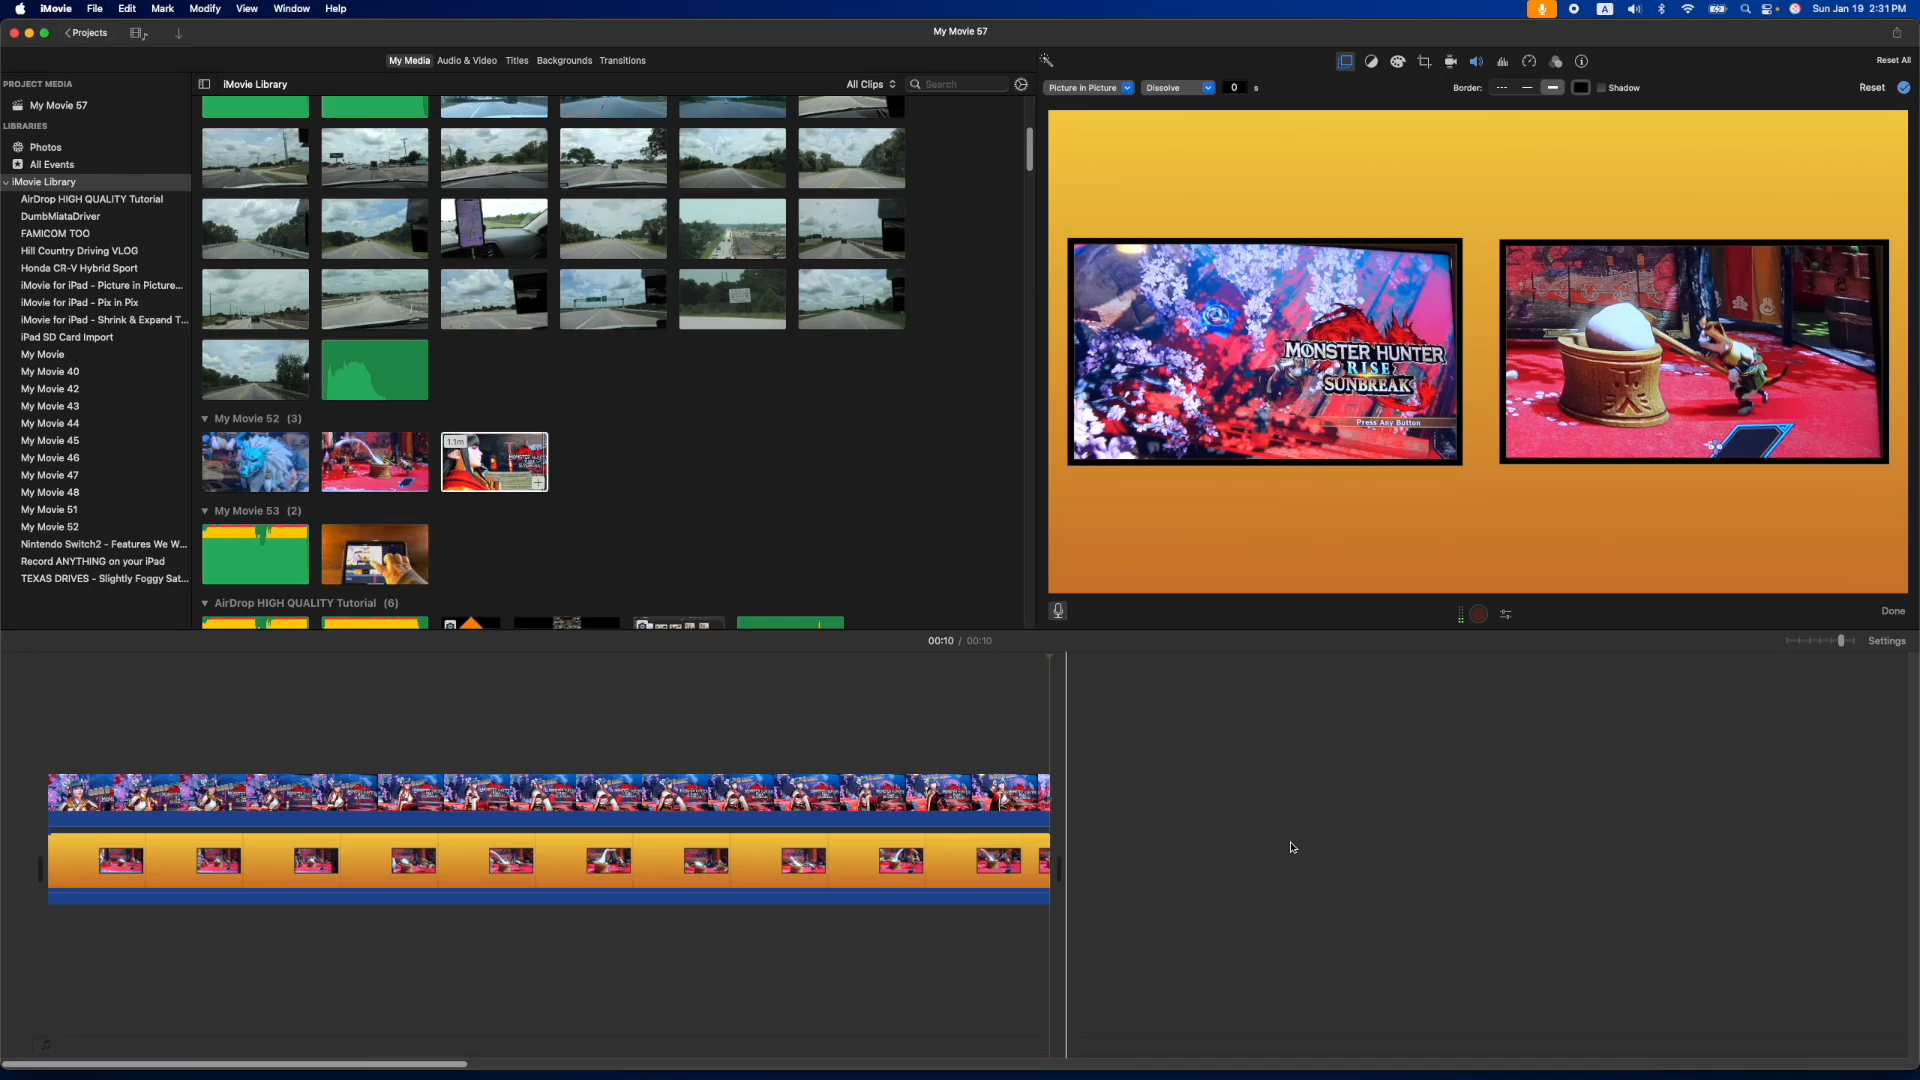 iMovie File Edit Mark Modify View Window Help
A Sun Jan 19 2:31 PM
Projects
My Movie 57
My Media Audio & Video Titles Backgrounds Transitions
Reset All
PROJECT MEDIA
My Movie 57
LIBRARIES
Photos
All Events
iMovie Library
AirDrop HIGH QUALITY Tutorial
DumbMiataDriver
FAMICOM TOO
Hill Country Driving VLOG
Honda CR-V Hybrid Sport
iMovie for iPad - Picture in Picture...
iMovie for iPad - Pix in Pix
iMovie for iPad - Shrink & Expand T...
iPad SD Card Import
My Movie
My Movie 40
My Movie 42
My Movie 43
My Movie 44
My Movie 45
My Movie 46
My Movie 47
My Movie 48
My Movie 51
My Movie 52
Nintendo Switch2 - Features We W...
Record ANYTHING on your iPad
TEXAS DRIVES - Slightly Foggy Sat...
iMovie Library
All Clips
Search
My Movie 52 (3)
1.1m
My Movie 53 (2)
AirDrop HIGH QUALITY Tutorial (6)
Picture in Picture Dissolve 0 s
Border: Shadow
Reset
MONSTER HUNTER
RISE
SUNBREAK
Press Any Button
Done
00:10 / 00:10
Settings